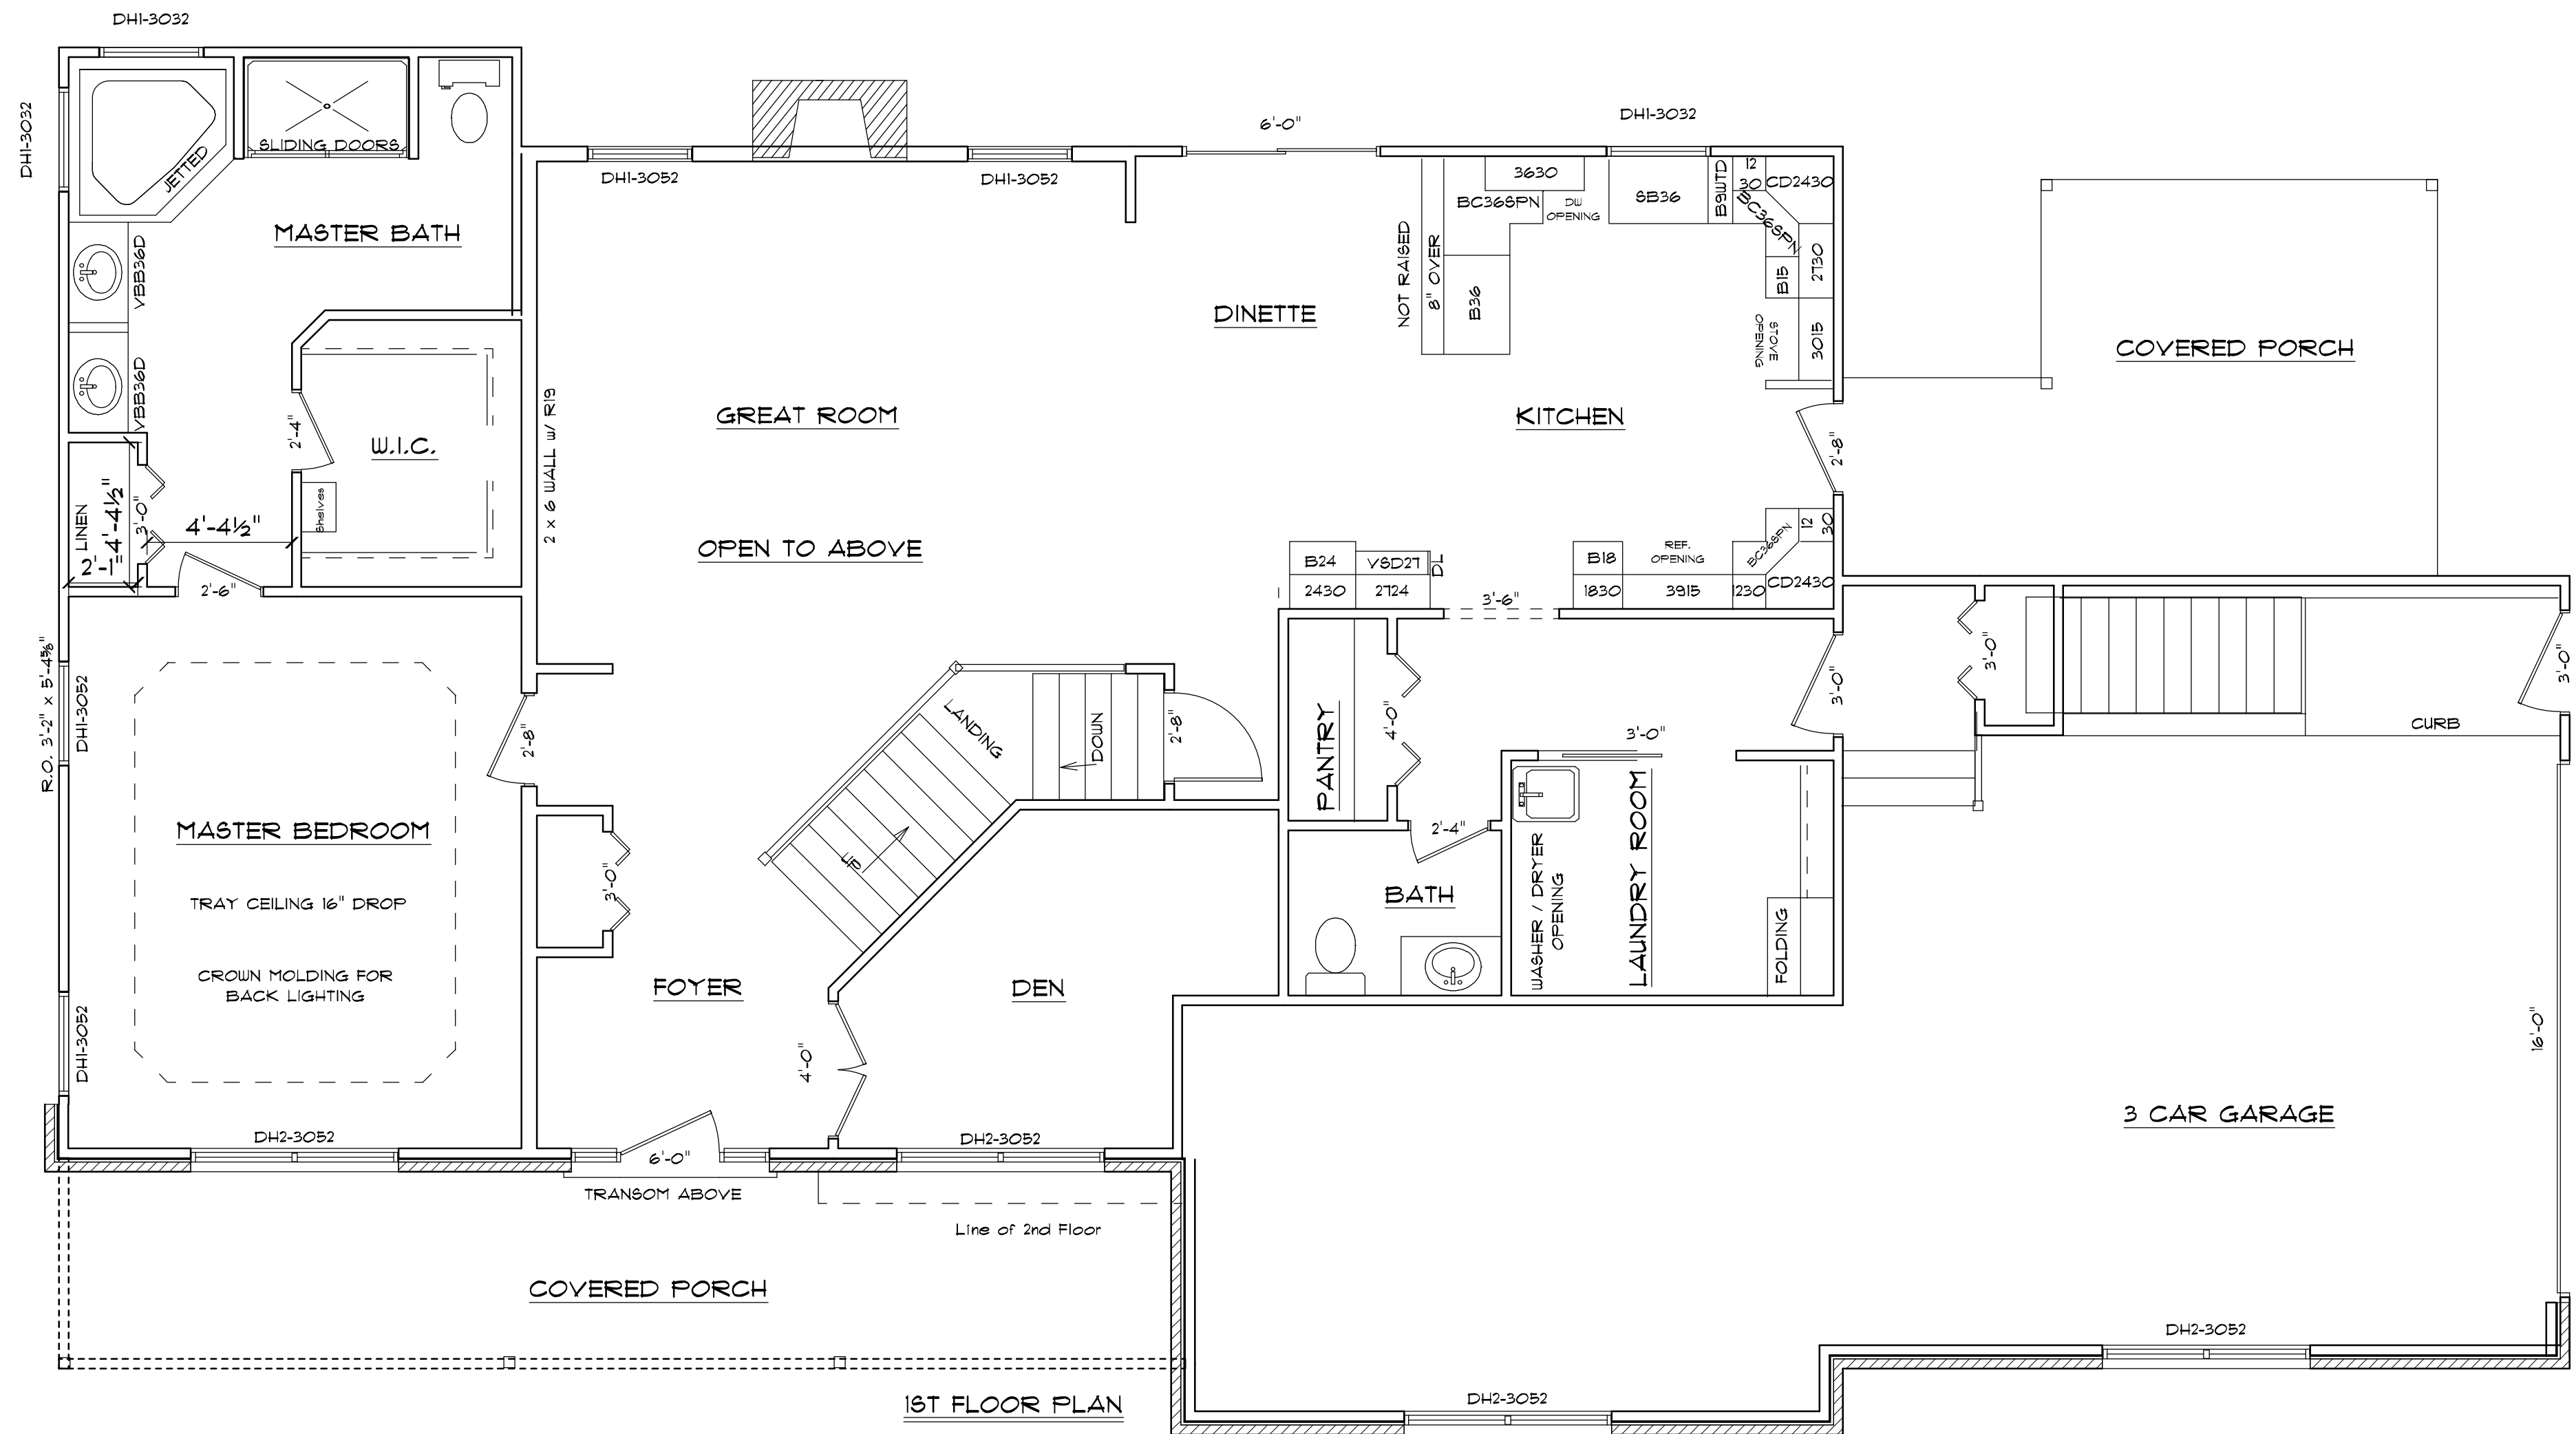 DH1-3032
DH1-3032
SLIDING DOORS
JETTED
MASTER BATH
VBB36D
VBB36D
2'-4"
W.I.C.
Shelves
LINEN
4'-4½"
3'-0"
4'-4½"
2'-1"
2'-6"
DH1-3052
DH1-3052
2 x 6 WALL w/ R19
GREAT ROOM
OPEN TO ABOVE
6'-0"
DINETTE
DH1-3032
3630
BC36SPN
DW
OPENING
SB36
B9WTD
12
30
CD2430
BC36SPN
NOT RAISED
8" OVER
B36
B15
2730
STOVE
OPENING
3015
KITCHEN
2'-8"
COVERED PORCH
B24
VSD27
DL
2430
2724
3'-6"
B18
REF.
OPENING
BC36SPN
12
30
1830
3915
1230
CD2430
R.O. 3'-2" x 5'-4⅝"
DH1-3052
DH1-3052
MASTER BEDROOM
TRAY CEILING 16" DROP
CROWN MOLDING FOR
BACK LIGHTING
DH2-3052
2'-8"
3'-0"
LANDING
DOWN
UP
2'-8"
FOYER
DEN
4'-0"
DH2-3052
6'-0"
TRANSOM ABOVE
PANTRY
4'-0"
2'-4"
BATH
3'-0"
WASHER / DRYER
OPENING
LAUNDRY ROOM
FOLDING
3'-0"
3'-0"
CURB
3'-0"
16'-0"
3 CAR GARAGE
Line of 2nd Floor
COVERED PORCH
DH2-3052
DH2-3052
1ST FLOOR PLAN